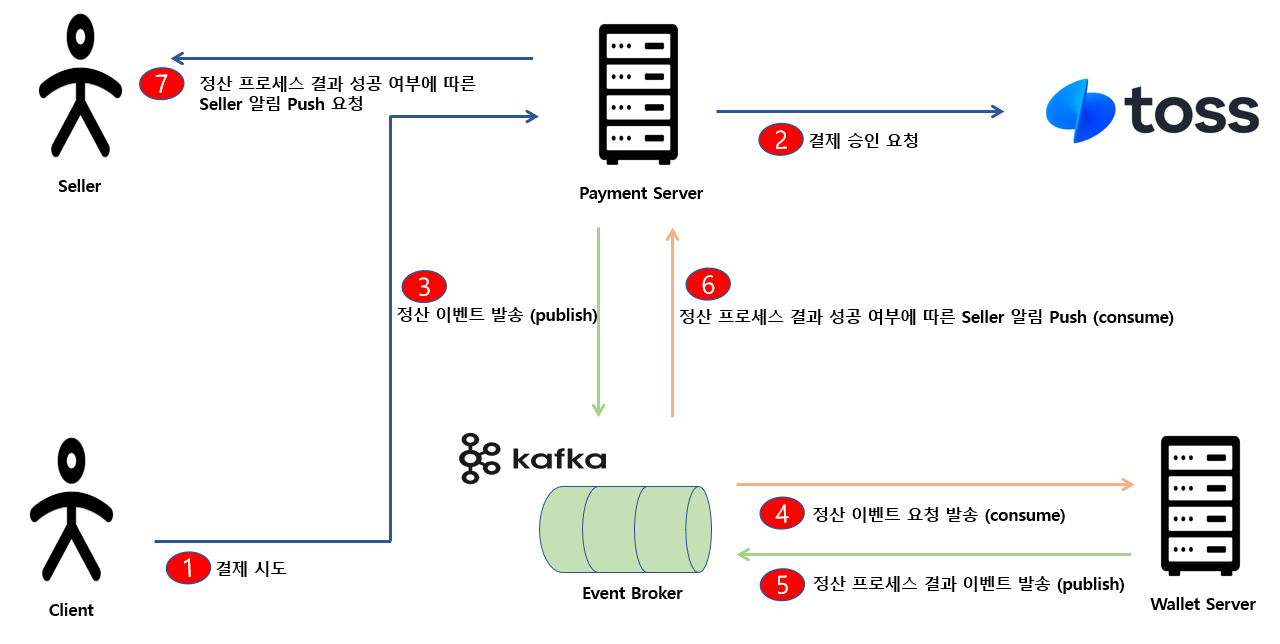 7
정산 프로세스 결과 성공 여부에 따른
Seller 알림 Push 요청
Seller
Payment Server
2
결제 승인 요청
toss
3
정산 이벤트 발송 (publish)
6
정산 프로세스 결과 성공 여부에 따른 Seller 알림 Push (consume)
kafka
4
정산 이벤트 요청 발송 (consume)
1
결제 시도
5
정산 프로세스 결과 이벤트 발송 (publish)
Client
Event Broker
Wallet Server